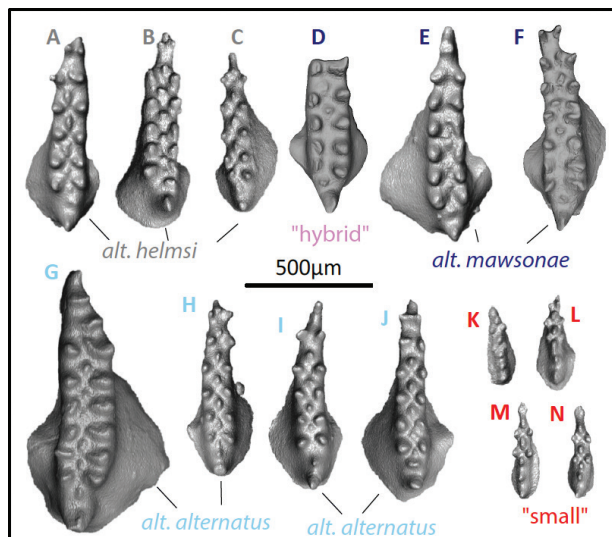 A B C D E F
alt. helmsi
"hybrid"
alt. mawsonae
500µm
G H I J K L
M N
alt. alternatus
alt. alternatus
"small"